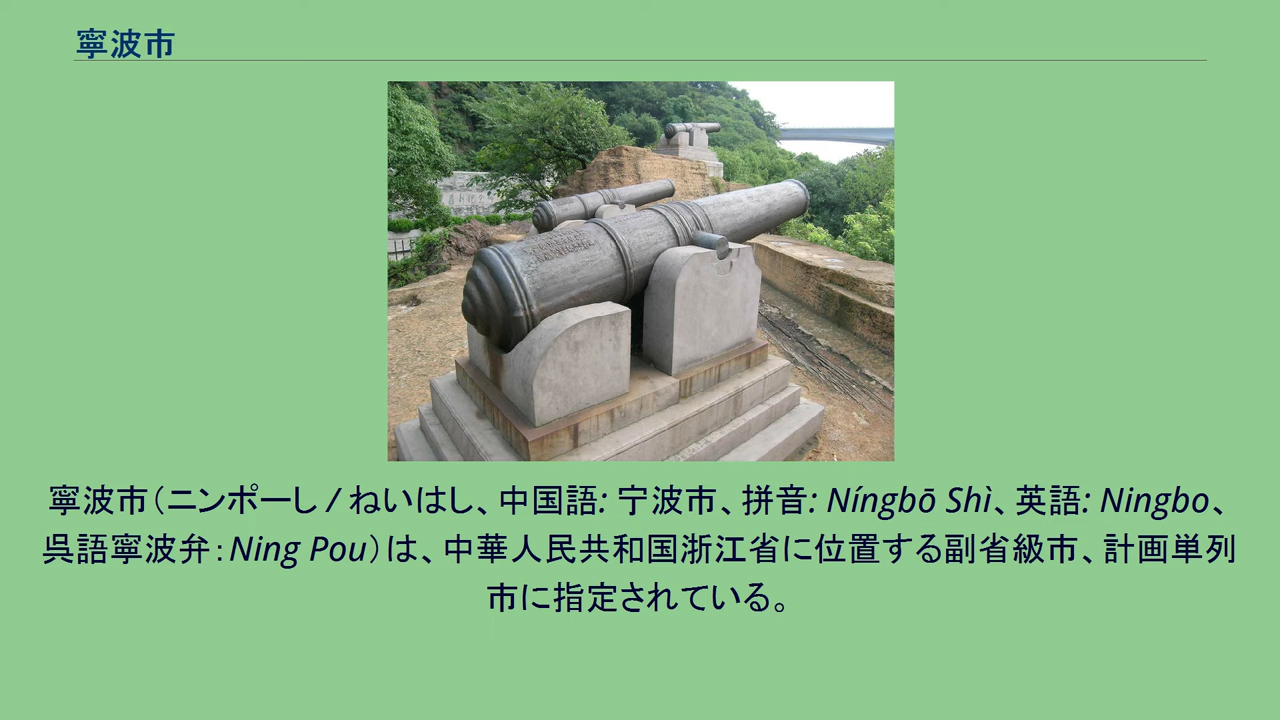 寧波市
寧波市(ニンポーし / ねいはし、中国語: 宁波市、拼音: Níngbō Shì、英語: Ningbo、
呉語寧波弁:Ning Pou)は、中華人民共和国浙江省に位置する副省級市、計画単列
市に指定されている。